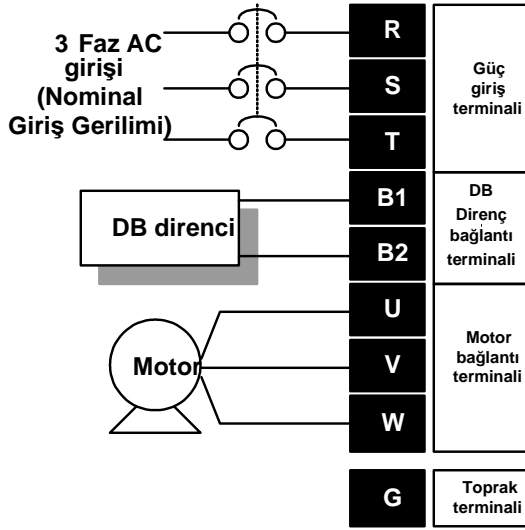 3 Faz AC
girişi
(Nominal
Giriş Gerilimi)
R
S
T
Güç
giriş
terminali
DB direnci
B1
B2
DB
Direnç
bağlantı
terminali
Motor
U
V
W
Motor
bağlantı
terminali
G
Toprak
terminali